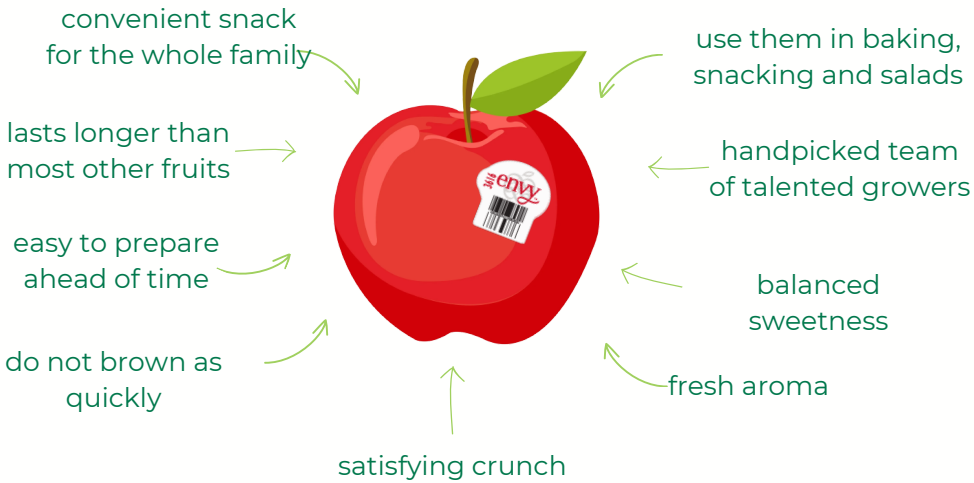 convenient snack
for the whole family
use them in baking,
snacking and salads
lasts longer than
most other fruits
handpicked team
of talented growers
easy to prepare
ahead of time
balanced
sweetness
do not brown as
quickly
fresh aroma
satisfying crunch
envy